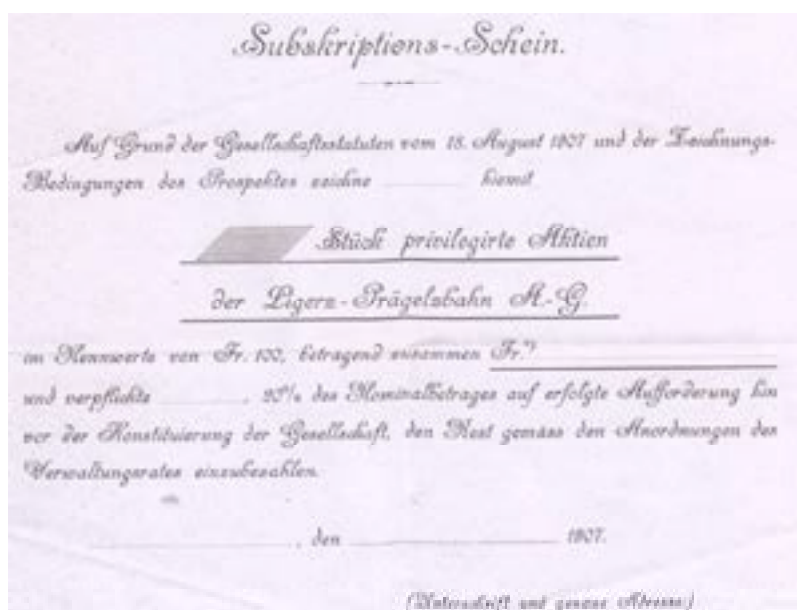 Subskriptions-Schein.
Auf Grund der Gesellschaftsstatuten vom 18. August 1907 und der Zeichnungs-
Bedingungen des Prospektes zeichne hiemit
Stück privilegirte Aktien
der Ligerz-Prägelsbahn A.-G.
im Nennwerte von Fr. 100, betragend zusammen Fr.
und verpflichte , 20% des Nominalbetrages auf erfolgte Aufforderung hin
vor der Konstituierung der Gesellschaft, den Rest gemäss den Anordnungen des
Verwaltungsrates einzubezahlen.
, den 1907.
(Unterschrift und genaue Adresse:)